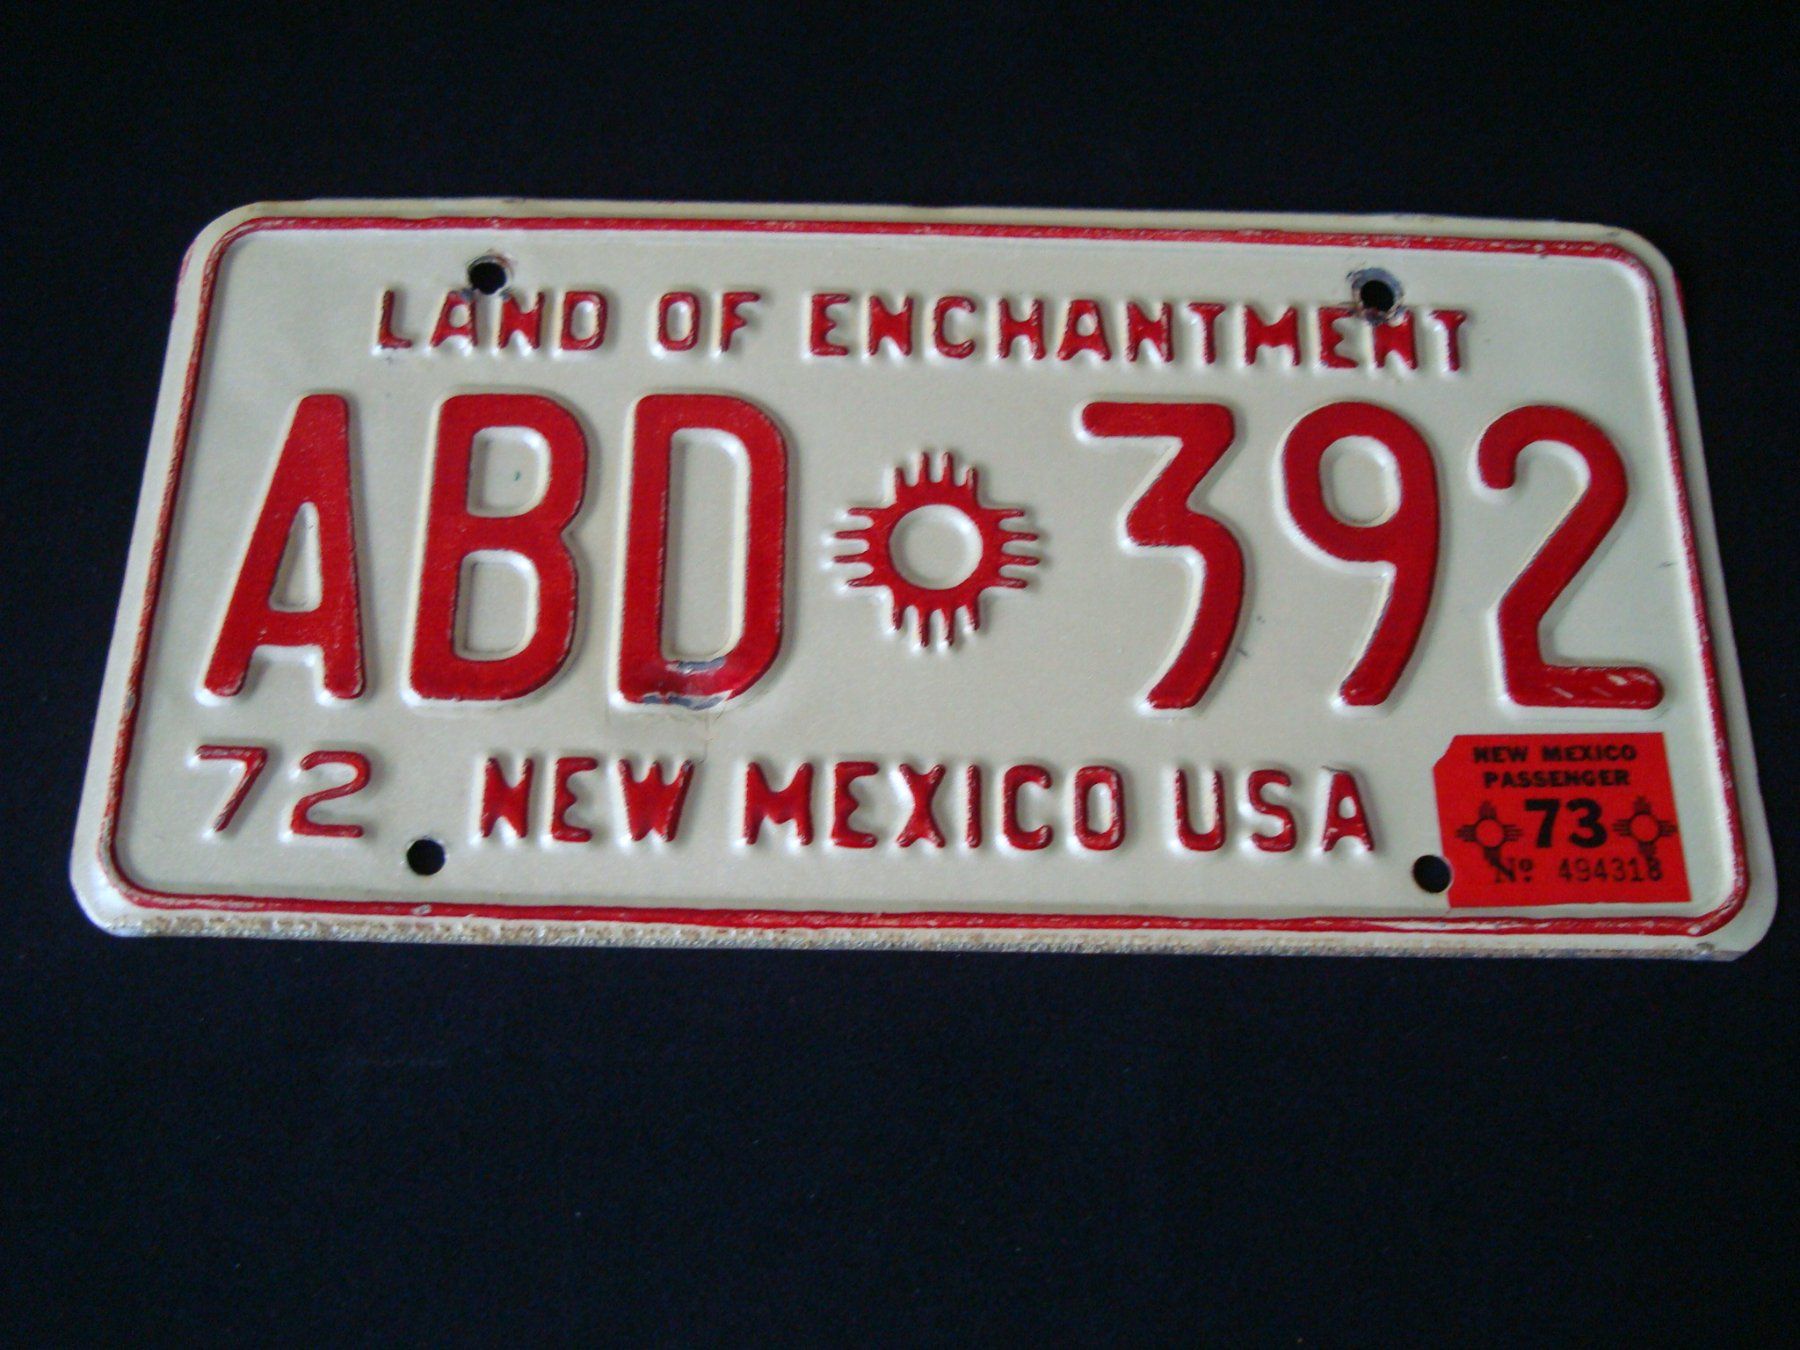 LAND OF ENCHANTMENT
ABD 392
72 NEW MEXICO USA
NEW MEXICO
PASSENGER
73
Nº 494318